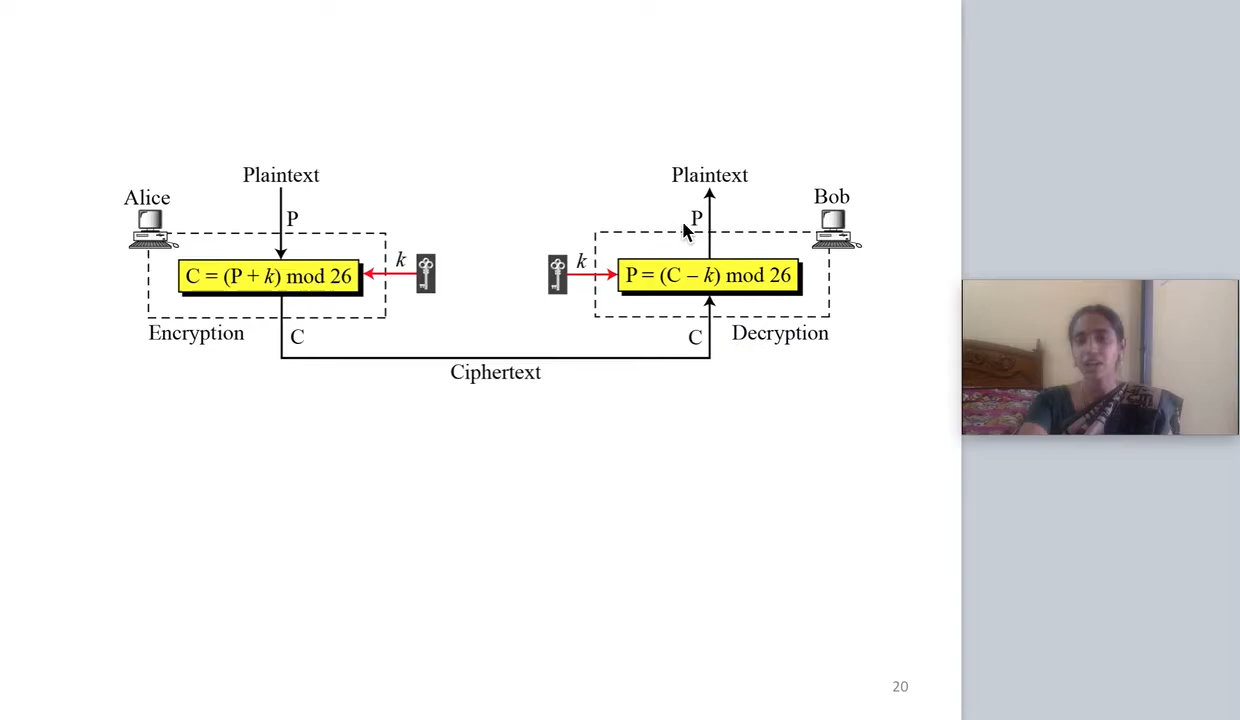 Plaintext
Plaintext
Alice
Bob
P
P
C = (P + k) mod 26
k
k
P = (C – k) mod 26
Encryption
C
C
Decryption
Ciphertext
20